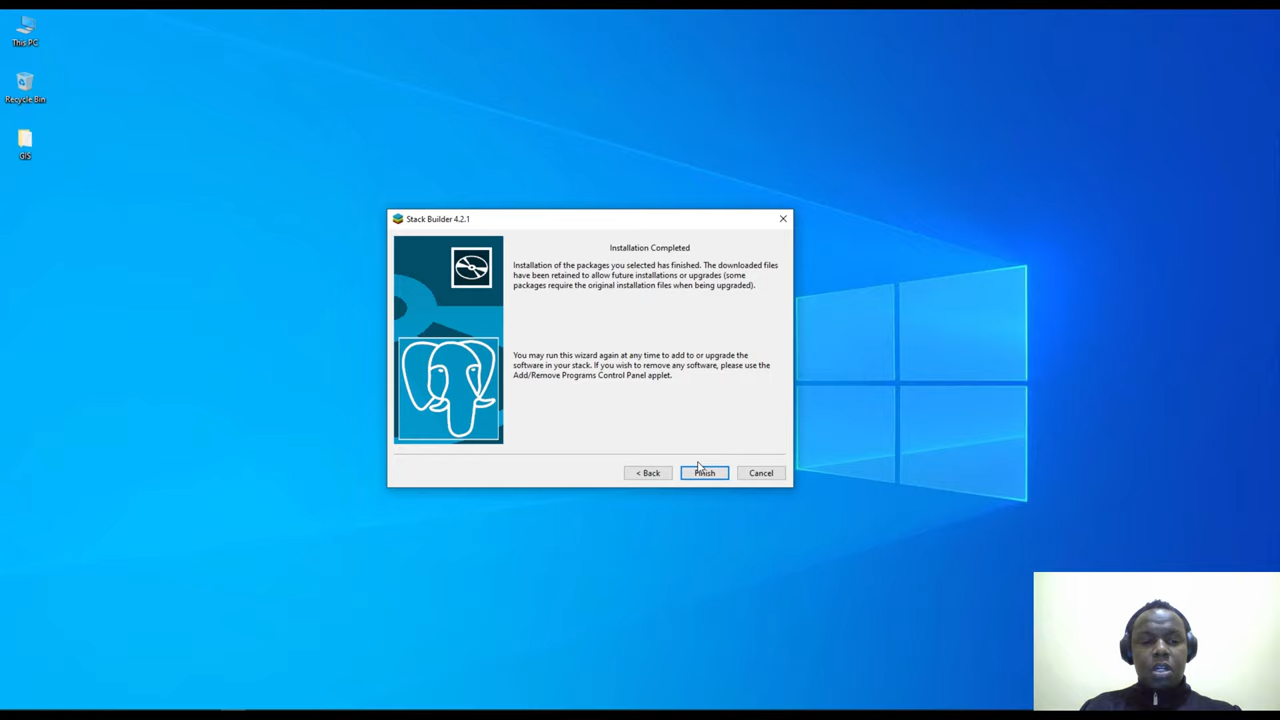 This PC
Recycle Bin
GIS
Stack Builder 4.2.1
Installation Completed
Installation of the packages you selected has finished. The downloaded files
have been retained to allow future installations or upgrades (some
packages require the original installation files when being upgraded).
You may run this wizard again at any time to add to or upgrade the
software in your stack. If you wish to remove any software, please use the
Add/Remove Programs Control Panel applet.
< Back
Finish
Cancel